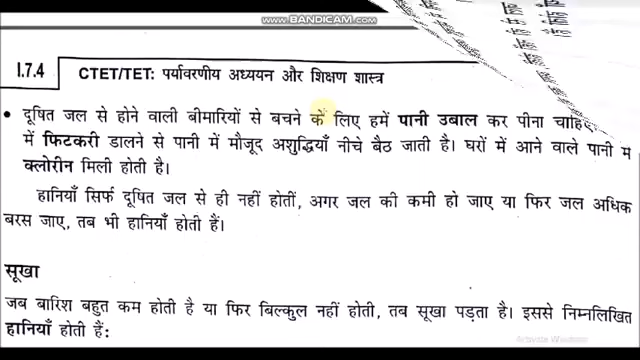 WWW.BANDICAM.COM
I.7.4 CTET/TET: पर्यावरणीय अध्ययन और शिक्षण शास्त्र
• दूषित जल से होने वाली बीमारियों से बचने के लिए हमें पानी उबाल कर पीना चाहिए
में फिटकरी डालने से पानी में मौजूद अशुद्धियाँ नीचे बैठ जाती है। घरों में आने वाले पानी म
क्लोरीन मिली होती है।
हानियाँ सिर्फ दूषित जल से ही नहीं होतीं, अगर जल की कमी हो जाए या फिर जल अधिक
बरस जाए, तब भी हानियाँ होती हैं।
सूखा
जब बारिश बहुत कम होती है या फिर बिल्कुल नहीं होती, तब सूखा पड़ता है। इससे निम्नलिखित
हानियाँ होती हैं:
Activate Windows